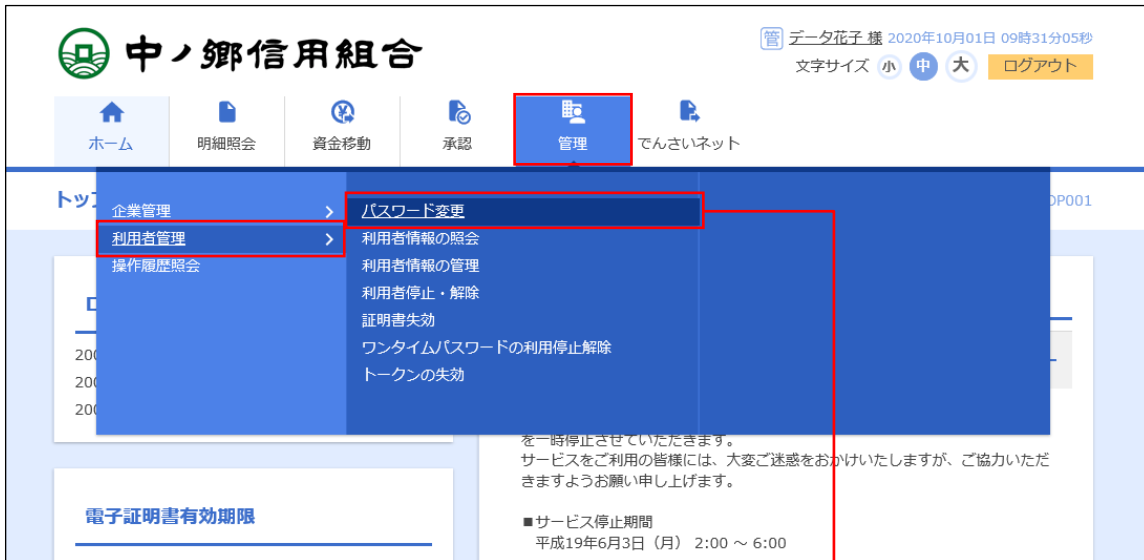 中ノ郷信用組合
管 データ花子 様 2020年10月01日 09時31分05秒
文字サイズ 小 中 大 ログアウト
ホーム 明細照会 資金移動 承認 管理 でんさいネット
トップ
企業管理
利用者管理
操作履歴照会
パスワード変更
利用者情報の照会
利用者情報の管理
利用者停止・解除
証明書失効
ワンタイムパスワードの利用停止解除
トークンの失効
OP001
200
200
200
を一時停止させていただきます。
サービスをご利用の皆様には、大変ご迷惑をおかけいたしますが、ご協力いただ
きますようお願い申し上げます。
電子証明書有効期限
■サービス停止期間
平成19年6月3日（月） 2:00 ～ 6:00